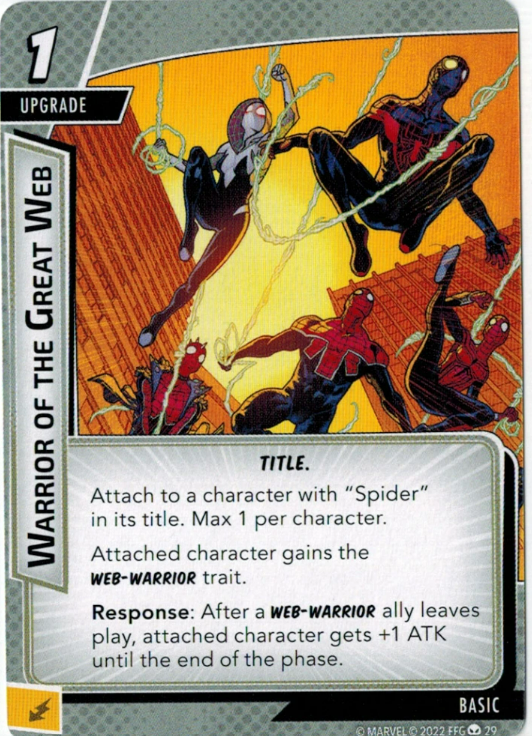 1
UPGRADE
WARRIOR OF THE GREAT WEB
TITLE.
Attach to a character with “Spider”
in its title. Max 1 per character.
Attached character gains the
WEB-WARRIOR trait.
Response: After a WEB-WARRIOR ally leaves
play, attached character gets +1 ATK
until the end of the phase.
BASIC
© MARVEL © 2022 FFG 29